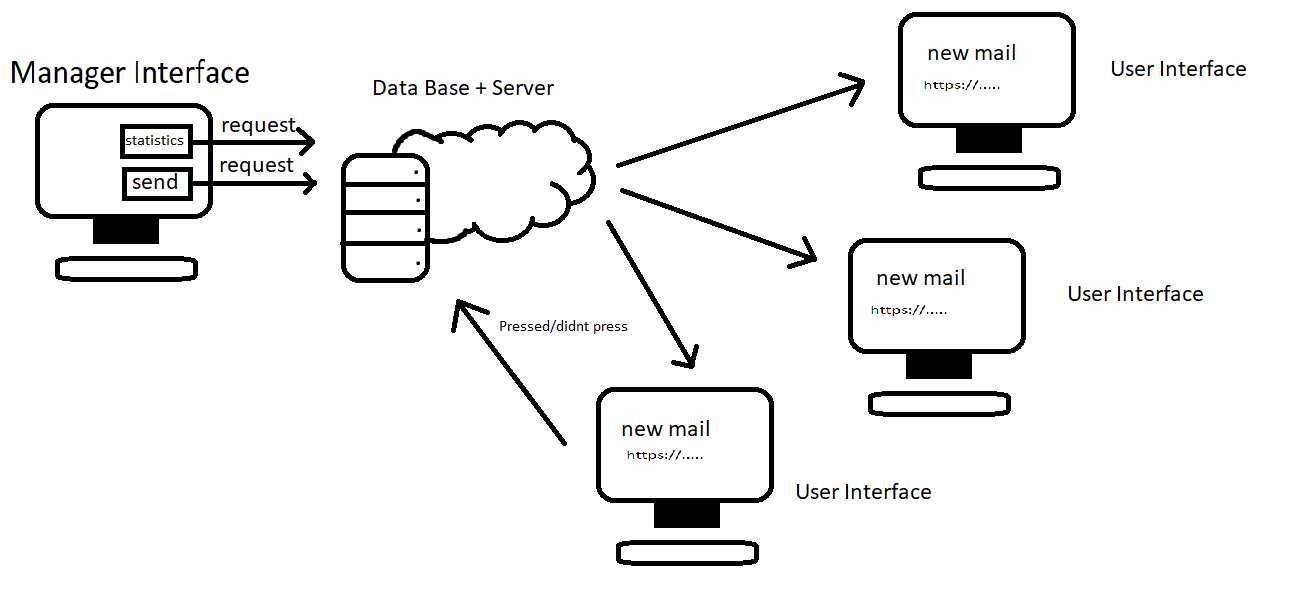 Manager Interface
statistics
send
request
request
Data Base + Server
new mail
https://.....
User Interface
new mail
https://.....
User Interface
Pressed/didnt press
new mail
https://.....
User Interface